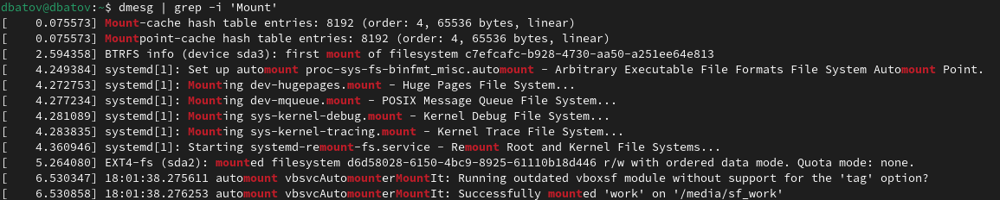 dbatov@dbatov:~$ dmesg | grep -i 'Mount'
[    0.075573] Mount-cache hash table entries: 8192 (order: 4, 65536 bytes, linear)
[    0.075573] Mountpoint-cache hash table entries: 8192 (order: 4, 65536 bytes, linear)
[    2.594358] BTRFS info (device sda3): first mount of filesystem c7efcafc-b928-4730-aa50-a251ee64e813
[    4.249384] systemd[1]: Set up automount proc-sys-fs-binfmt_misc.automount - Arbitrary Executable File Formats File System Automount Point.
[    4.272753] systemd[1]: Mounting dev-hugepages.mount - Huge Pages File System...
[    4.277234] systemd[1]: Mounting dev-mqueue.mount - POSIX Message Queue File System...
[    4.281089] systemd[1]: Mounting sys-kernel-debug.mount - Kernel Debug File System...
[    4.283835] systemd[1]: Mounting sys-kernel-tracing.mount - Kernel Trace File System...
[    4.360946] systemd[1]: Starting systemd-remount-fs.service - Remount Root and Kernel File Systems...
[    5.264080] EXT4-fs (sda2): mounted filesystem d6d58028-6150-4bc9-8925-61110b18d446 r/w with ordered data mode. Quota mode: none.
[    6.530347] 18:01:38.275611 automount vbsvcAutomounterMountIt: Running outdated vboxsf module without support for the 'tag' option?
[    6.530858] 18:01:38.276253 automount vbsvcAutomounterMountIt: Successfully mounted 'work' on '/media/sf_work'